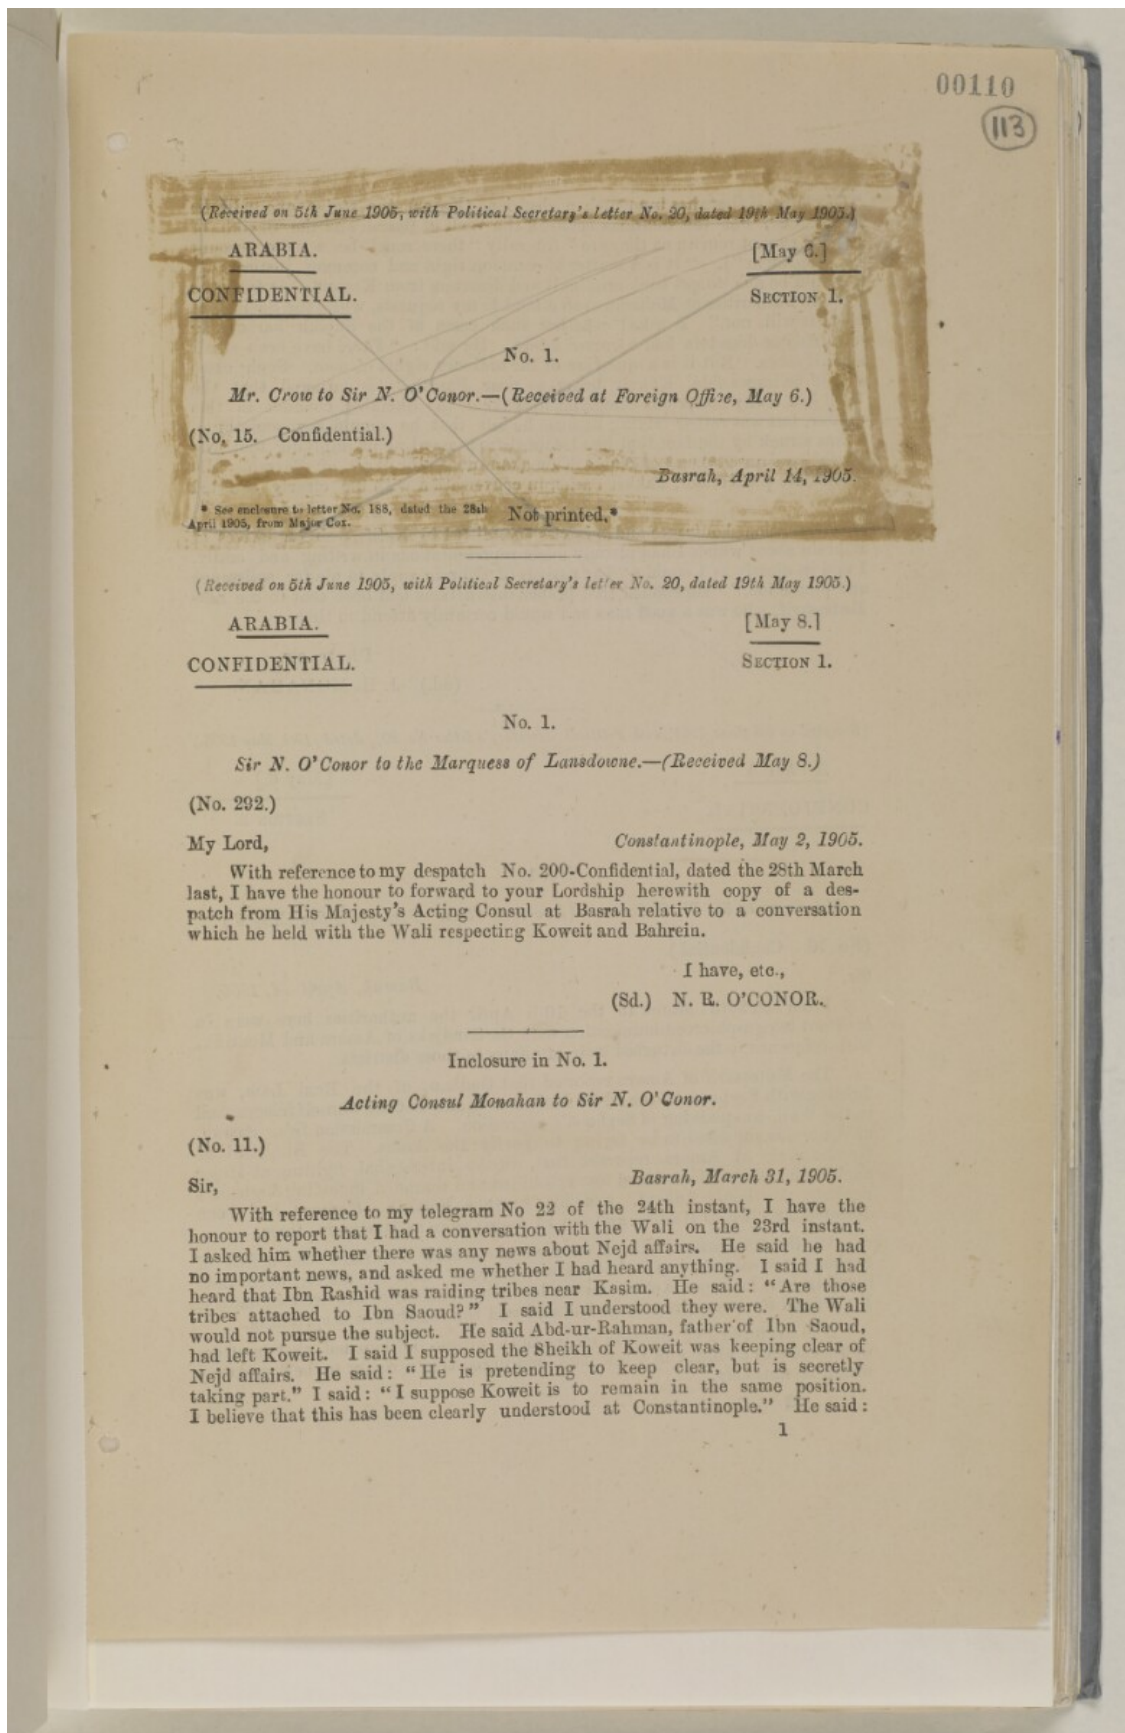 00110
113
(Received on 5th June 1905, with Political Secretary's letter No. 20, dated 19th May 1905.)
ARABIA.
[May 6.]
CONFIDENTIAL.
SECTION 1.
No. 1.
Mr. Crow to Sir N. O'Conor.—(Received at Foreign Office, May 6.)
(No. 15. Confidential.)
Basrah, April 14, 1905.
* See enclosure to letter No. 188, dated the 28th
April 1905, from Major Cox.
Not printed.*
(Received on 5th June 1905, with Political Secretary's letter No. 20, dated 19th May 1905.)
ARABIA.
[May 8.]
CONFIDENTIAL.
SECTION 1.
No. 1.
Sir N. O'Conor to the Marquess of Lansdowne.—(Received May 8.)
(No. 292.)
My Lord,
Constantinople, May 2, 1905.
With reference to my despatch No. 200-Confidential, dated the 28th March
last, I have the honour to forward to your Lordship herewith copy of a des-
patch from His Majesty's Acting Consul at Basrah relative to a conversation
which he held with the Wali respecting Koweit and Bahrein.
I have, etc.,
(Sd.) N. R. O'CONOR.
Inclosure in No. 1.
Acting Consul Monahan to Sir N. O'Conor.
(No. 11.)
Basrah, March 31, 1905.
Sir,
With reference to my telegram No 22 of the 24th instant, I have the
honour to report that I had a conversation with the Wali on the 23rd instant.
I asked him whether there was any news about Nejd affairs. He said he had
no important news, and asked me whether I had heard anything. I said I had
heard that Ibn Rashid was raiding tribes near Kasim. He said: "Are those
tribes attached to Ibn Saoud?" I said I understood they were. The Wali
would not pursue the subject. He said Abd-ur-Rahman, father of Ibn Saoud,
had left Koweit. I said I supposed the Sheikh of Koweit was keeping clear of
Nejd affairs. He said: "He is pretending to keep clear, but is secretly
taking part." I said: "I suppose Koweit is to remain in the same position.
I believe that this has been clearly understood at Constantinople." He said:
1